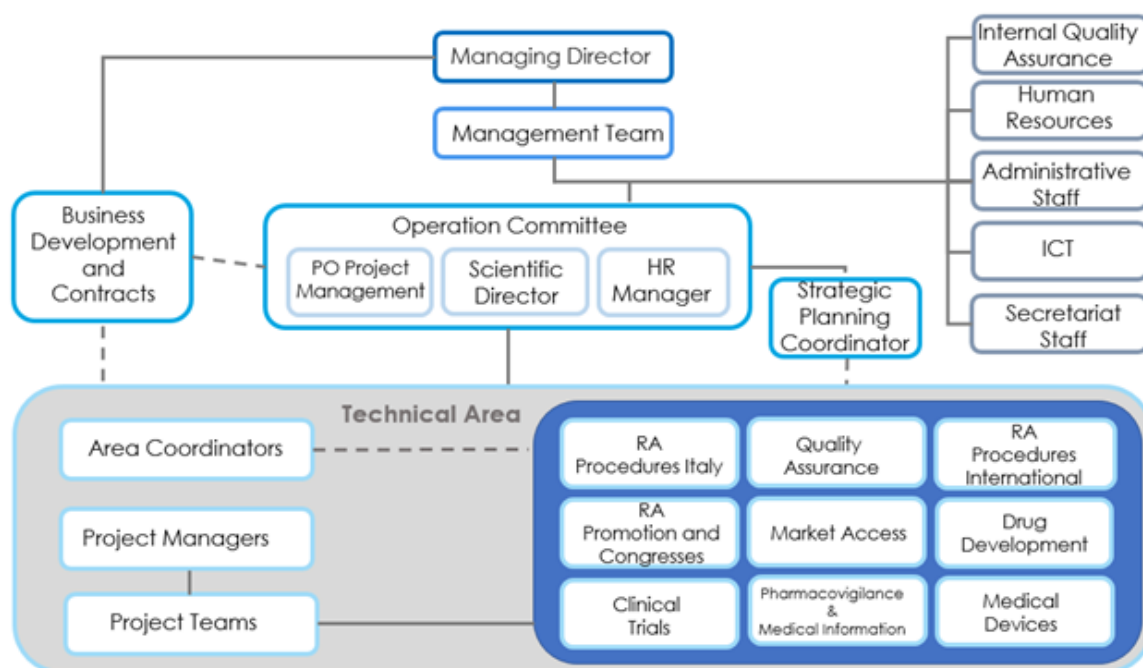 Managing Director
Management Team
Internal Quality
Assurance
Human
Resources
Administrative
Staff
ICT
Secretariat
Staff
Business
Development
and
Contracts
Operation Committee
PO Project
Management
Scientific
Director
HR
Manager
Strategic
Planning
Coordinator
Technical Area
Area Coordinators
Project Managers
Project Teams
RA
Procedures Italy
Quality
Assurance
RA
Procedures
International
RA
Promotion and
Congresses
Market Access
Drug
Development
Clinical
Trials
Pharmacovigilance
&
Medical Information
Medical
Devices